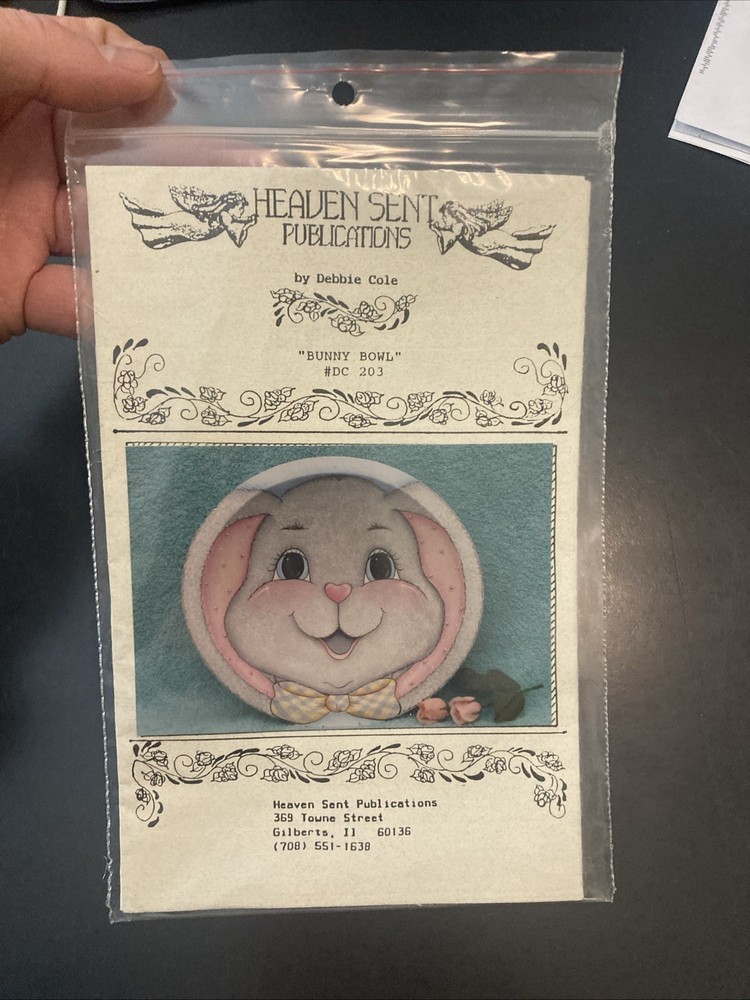 HEAVEN SENT
PUBLICATIONS
by Debbie Cole
"BUNNY BOWL"
#DC 203
Heaven Sent Publications
369 Towne Street
Gilberts, Il 60136
(708) 551-1638